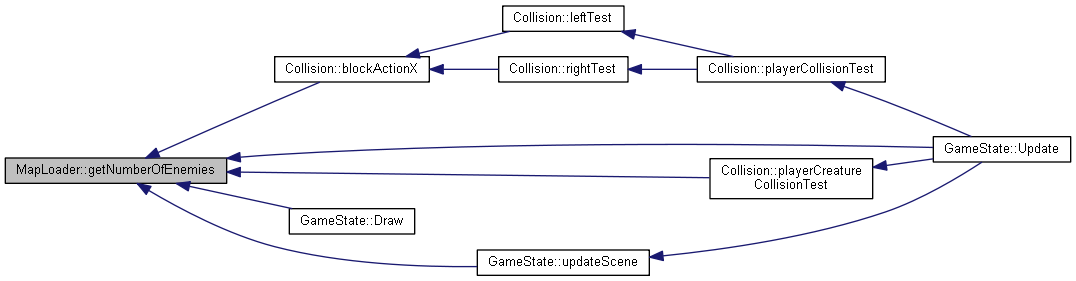 Collision::leftTest
Collision::blockActionX
Collision::rightTest
Collision::playerCollisionTest
GameState::Update
MapLoader::getNumberOfEnemies
Collision::playerCreature
CollisionTest
GameState::Draw
GameState::updateScene